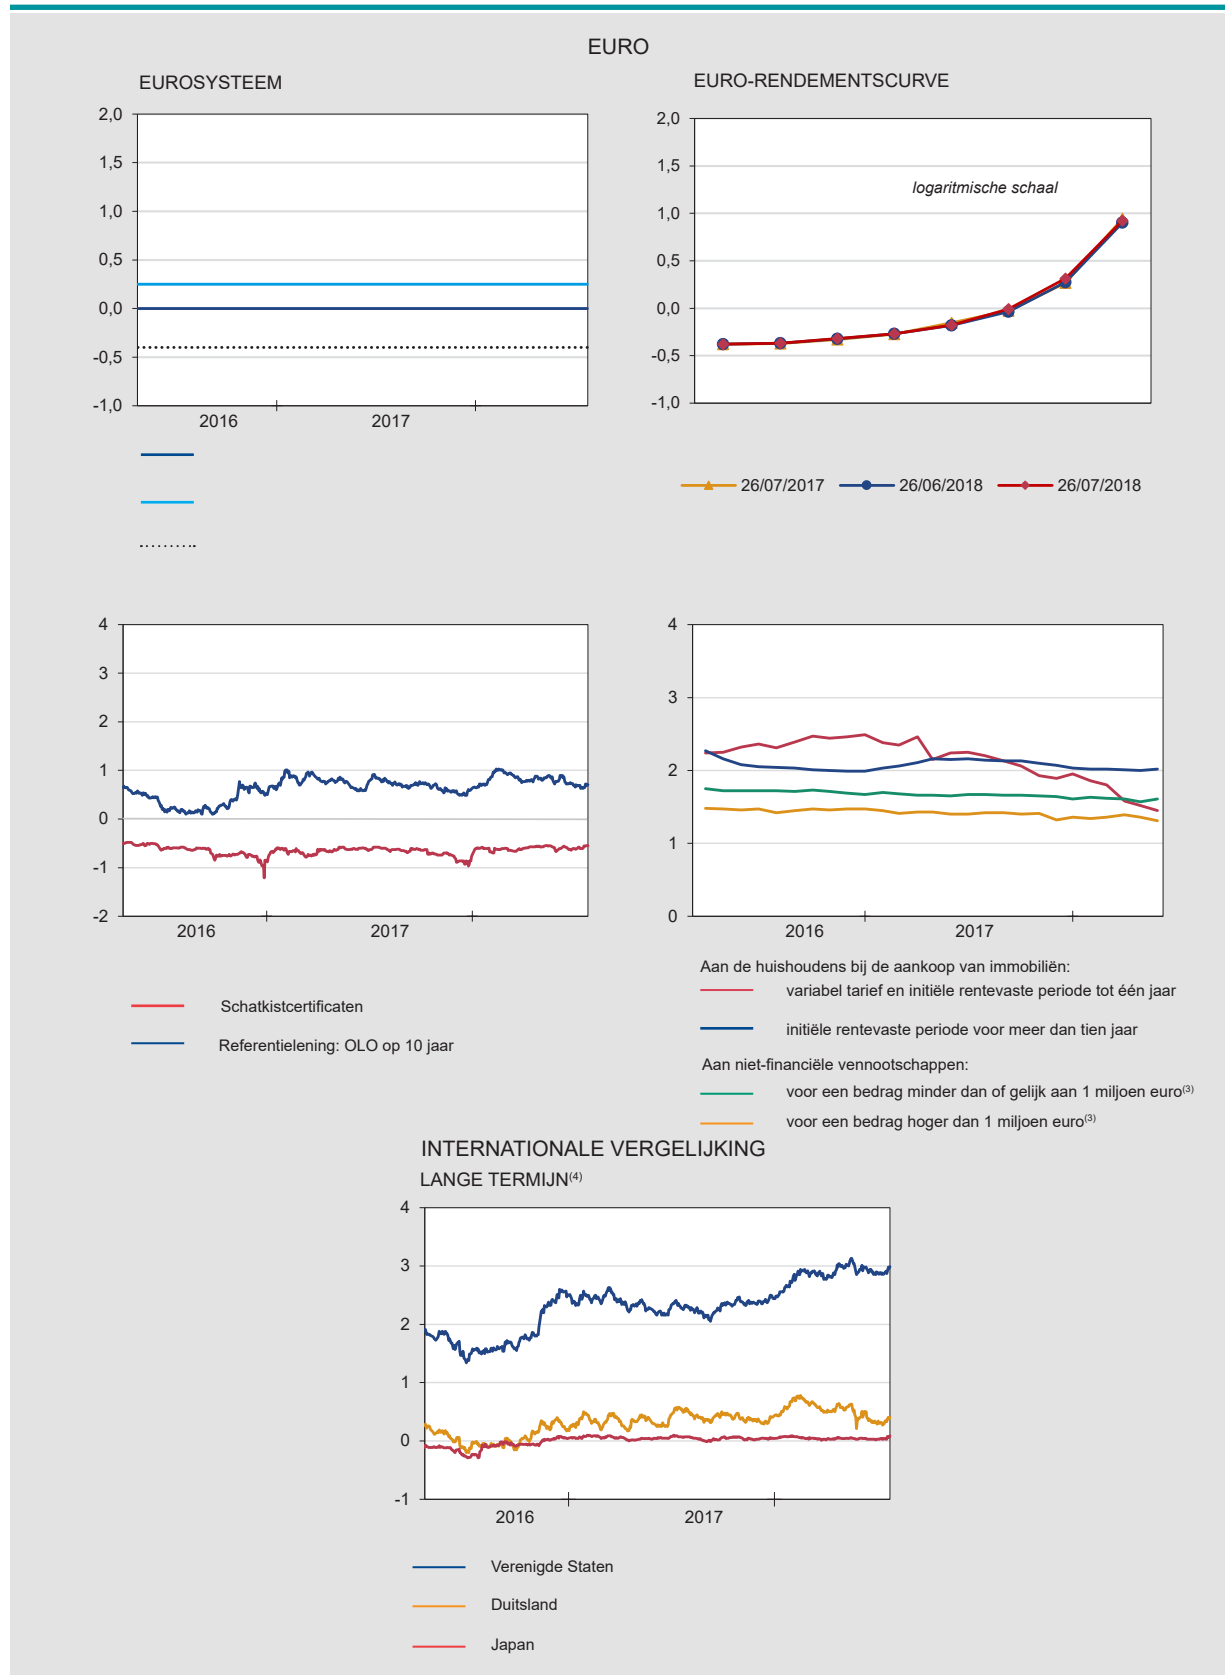 EURO
EUROSYSTEEM
2,0
1,5
1,0
0,5
0,0
-0,5
-1,0
2016 2017
EURO-RENDEMENTSCURVE
2,0
1,5
1,0
0,5
0,0
-0,5
-1,0
logaritmische schaal
26/07/2017 26/06/2018 26/07/2018
4
3
2
1
0
-1
-2
2016 2017
Schatkistcertificaten
Referentielening: OLO op 10 jaar
4
3
2
1
0
2016 2017
Aan de huishoudens bij de aankoop van immobiliën:
variabel tarief en initiële rentevaste periode tot één jaar
initiële rentevaste periode voor meer dan tien jaar
Aan niet-financiële vennootschappen:
voor een bedrag minder dan of gelijk aan 1 miljoen euro(3)
voor een bedrag hoger dan 1 miljoen euro(3)
INTERNATIONALE VERGELIJKING
LANGE TERMIJN(4)
4
3
2
1
0
-1
2016 2017
Verenigde Staten
Duitsland
Japan